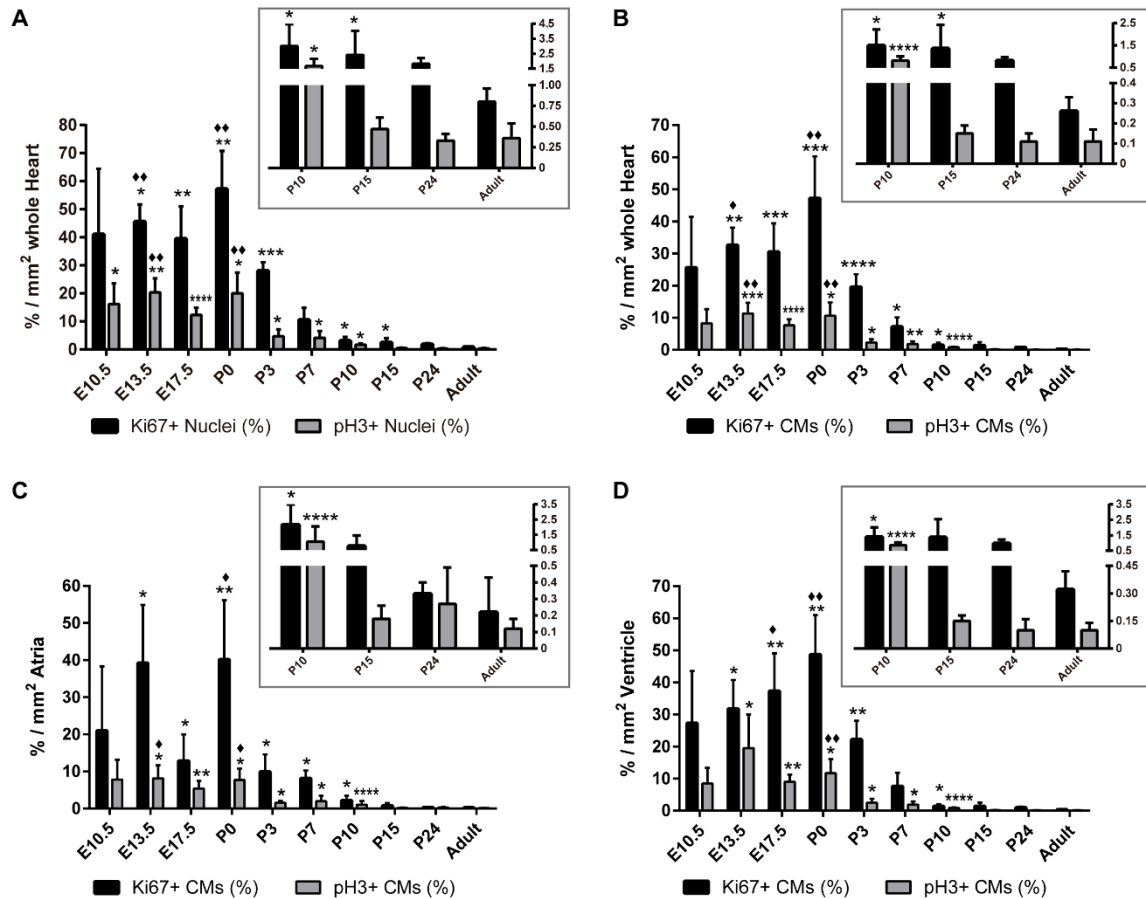 A
% / mm² whole Heart
80
70
60
50
40
30
20
10
0
* ♦♦ * ♦♦ ** ** **** ♦♦ ** ♦♦ * *** * * * * *
E10.5 E13.5 E17.5 P0 P3 P7 P10 P15 P24 Adult
Ki67+ Nuclei (%) pH3+ Nuclei (%)
* * *
4.5
3.5
2.5
1.5
1.00
0.75
0.50
0.25
0
P10 P15 P24 Adult
B
% / mm² whole Heart
70
60
50
40
30
20
10
0
♦ ** ♦♦ *** *** **** ♦♦ *** ♦♦ * **** * * ** * ****
E10.5 E13.5 E17.5 P0 P3 P7 P10 P15 P24 Adult
Ki67+ CMs (%) pH3+ CMs (%)
* **** *
2.5
1.5
0.5
0.4
0.3
0.2
0.1
0
P10 P15 P24 Adult
C
% / mm² Atria
60
50
40
30
20
10
0
* ♦ * * ** ♦ ** ♦ * * * * * * ****
E10.5 E13.5 E17.5 P0 P3 P7 P10 P15 P24 Adult
Ki67+ CMs (%) pH3+ CMs (%)
* ****
3.5
2.5
1.5
0.5
0.5
0.4
0.3
0.2
0.1
0
P10 P15 P24 Adult
D
% / mm² Ventricle
70
60
50
40
30
20
10
0
* * ♦ ** ** ♦♦ ** ♦♦ * ** * * * ****
E10.5 E13.5 E17.5 P0 P3 P7 P10 P15 P24 Adult
Ki67+ CMs (%) pH3+ CMs (%)
* ****
3.5
2.5
1.5
0.5
0.45
0.30
0.15
0
P10 P15 P24 Adult